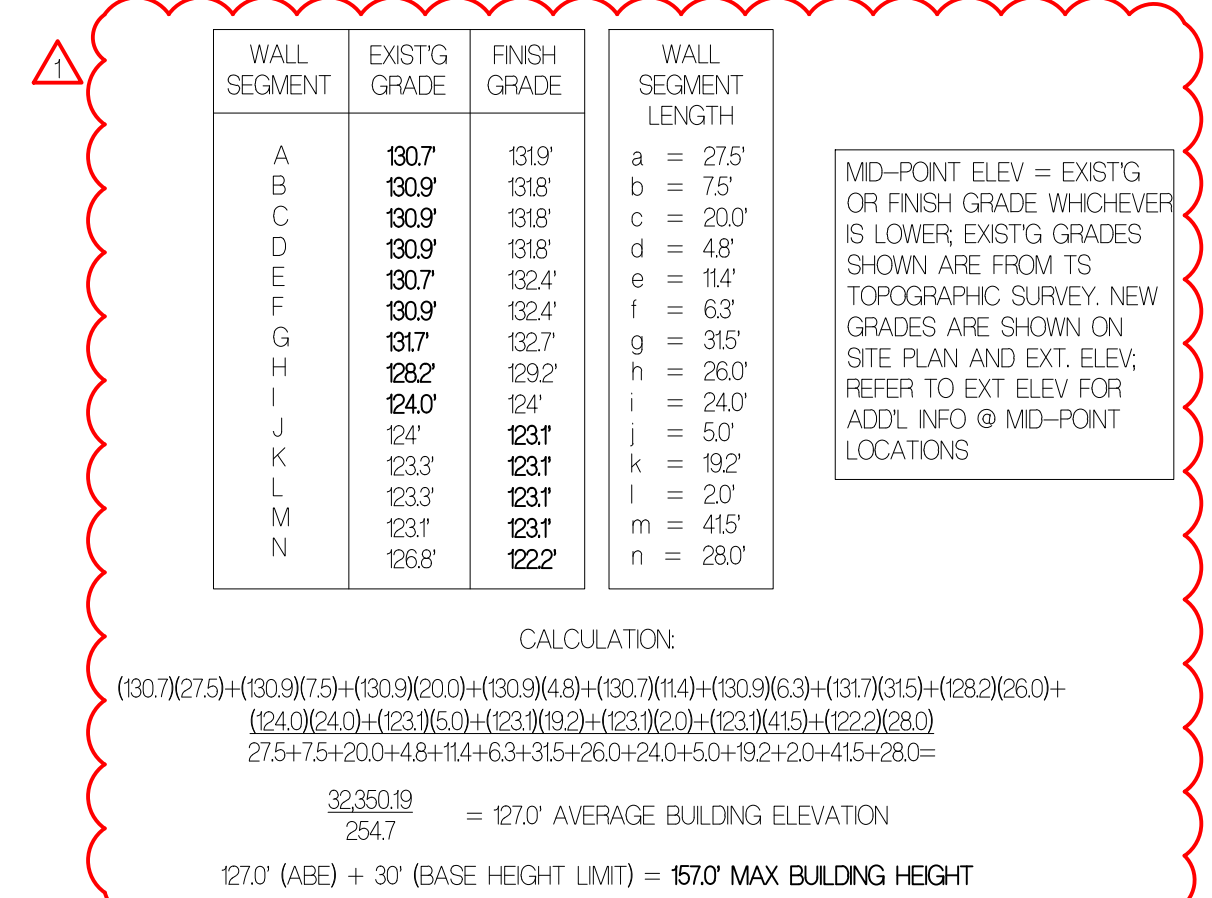 1
WALL SEGMENT EXIST'G GRADE FINISH GRADE
A 130.7' 131.9'
B 130.9' 131.8'
C 130.9' 131.8'
D 130.9' 131.8'
E 130.7' 132.4'
F 130.9' 132.4'
G 131.7' 132.7'
H 128.2' 129.2'
I 124.0' 124'
J 124' 123.1'
K 123.3' 123.1'
L 123.3' 123.1'
M 123.1' 123.1'
N 126.8' 122.2'
WALL
SEGMENT
LENGTH
a = 27.5'
b = 7.5'
c = 20.0'
d = 4.8'
e = 11.4'
f = 6.3'
g = 31.5'
h = 26.0'
i = 24.0'
j = 5.0'
k = 19.2'
l = 2.0'
m = 41.5'
n = 28.0'
MID-POINT ELEV = EXIST'G
OR FINISH GRADE WHICHEVER
IS LOWER; EXIST'G GRADES
SHOWN ARE FROM TS
TOPOGRAPHIC SURVEY. NEW
GRADES ARE SHOWN ON
SITE PLAN AND EXT. ELEV;
REFER TO EXT ELEV FOR
ADD'L INFO @ MID-POINT
LOCATIONS
CALCULATION:
(130.7)(27.5)+(130.9)(7.5)+(130.9)(20.0)+(130.9)(4.8)+(130.7)(11.4)+(130.9)(6.3)+(131.7)(31.5)+(128.2)(26.0)+
(124.0)(24.0)+(123.1)(5.0)+(123.1)(19.2)+(123.1)(2.0)+(123.1)(41.5)+(122.2)(28.0)
27.5+7.5+20.0+4.8+11.4+6.3+31.5+26.0+24.0+5.0+19.2+2.0+41.5+28.0=
32,350.19
254.7
= 127.0' AVERAGE BUILDING ELEVATION
127.0' (ABE) + 30' (BASE HEIGHT LIMIT) = 157.0' MAX BUILDING HEIGHT